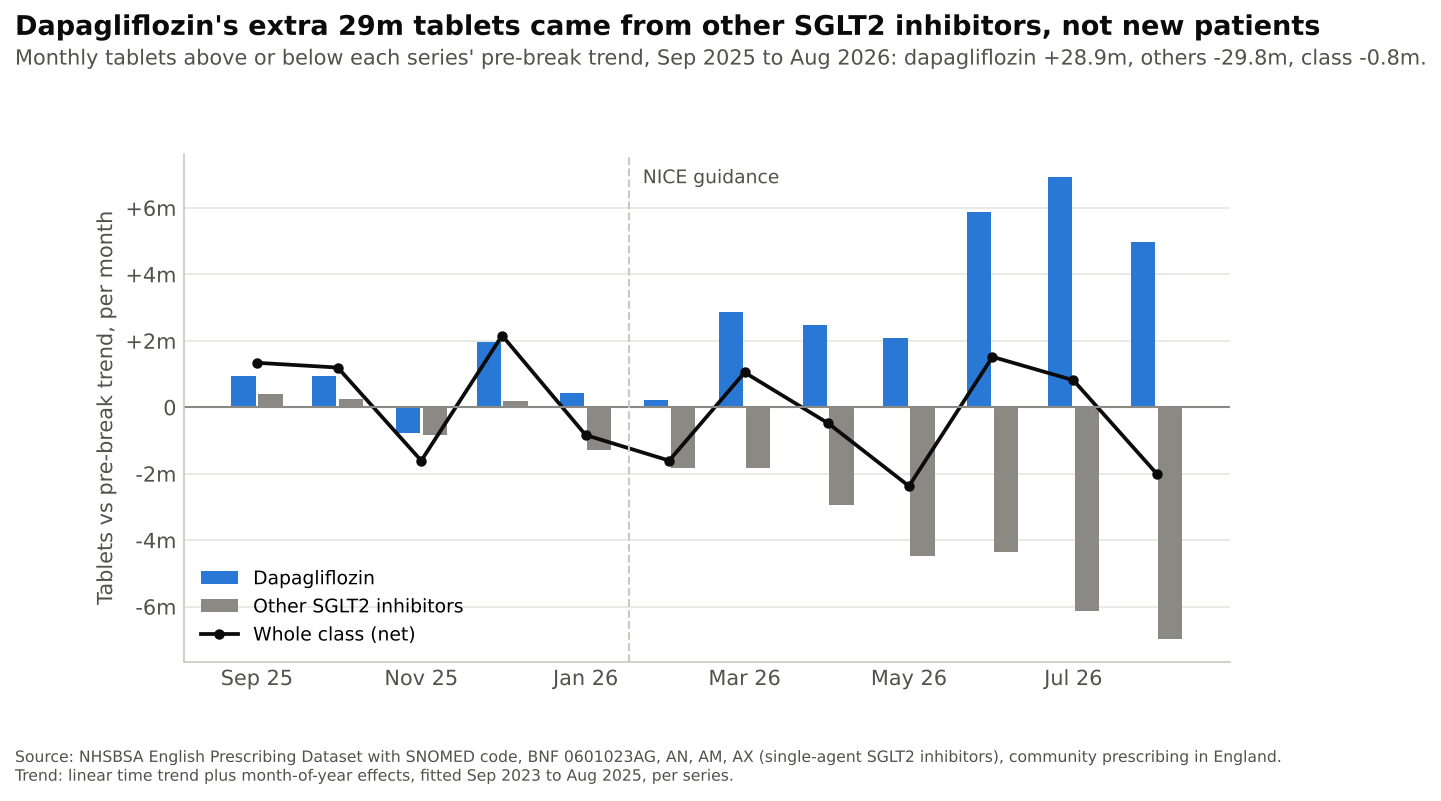 Dapagliflozin's extra 29m tablets came from other SGLT2 inhibitors, not new patients
Monthly tablets above or below each series' pre-break trend, Sep 2025 to Aug 2026: dapagliflozin +28.9m, others -29.8m, class -0.8m.
NICE guidance
Tablets vs pre-break trend, per month
+6m
+4m
+2m
0
-2m
-4m
-6m
Dapagliflozin
Other SGLT2 inhibitors
Whole class (net)
Sep 25
Nov 25
Jan 26
Mar 26
May 26
Jul 26
Source: NHSBSA English Prescribing Dataset with SNOMED code, BNF 0601023AG, AN, AM, AX (single-agent SGLT2 inhibitors), community prescribing in England.
Trend: linear time trend plus month-of-year effects, fitted Sep 2023 to Aug 2025, per series.